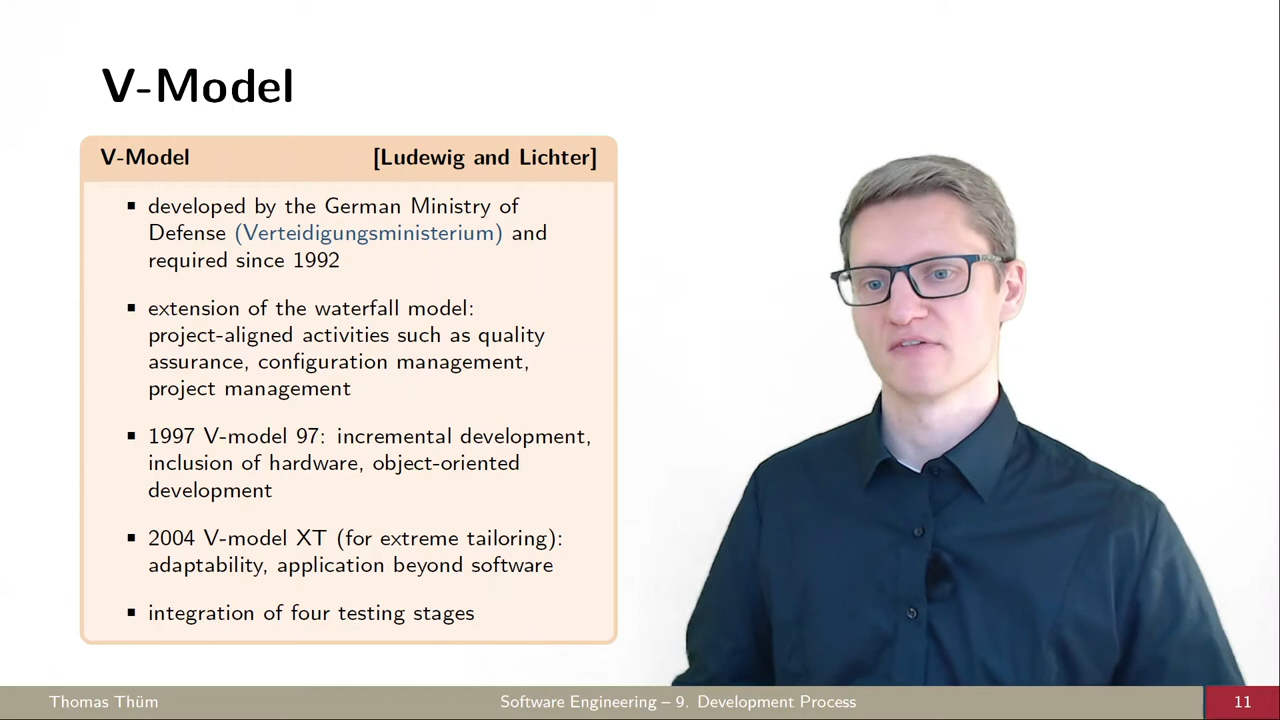 V-Model
V-Model [Ludewig and Lichter]
▪ developed by the German Ministry of
Defense (Verteidigungsministerium) and
required since 1992
▪ extension of the waterfall model:
project-aligned activities such as quality
assurance, configuration management,
project management
▪ 1997 V-model 97: incremental development,
inclusion of hardware, object-oriented
development
▪ 2004 V-model XT (for extreme tailoring):
adaptability, application beyond software
▪ integration of four testing stages
Thomas Thüm Software Engineering – 9. Development Process 11